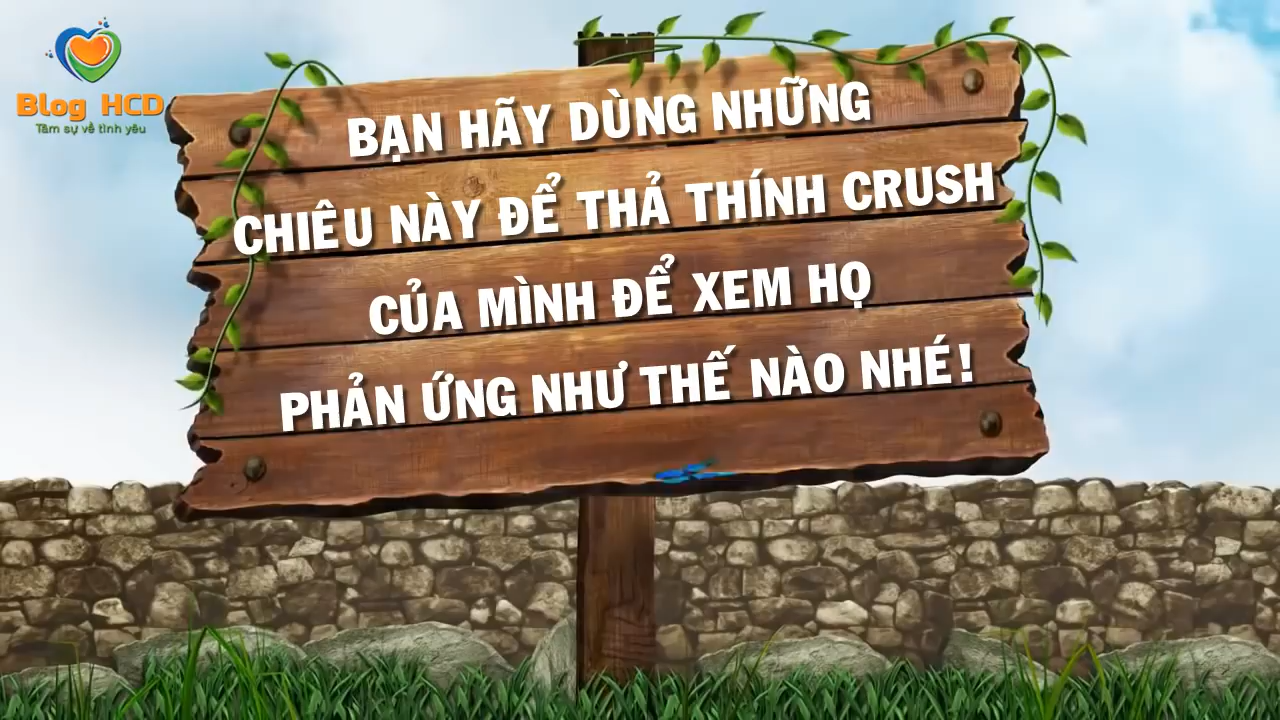 Blog HCD
Tâm sự về tình yêu
BẠN HÃY DÙNG NHỮNG
CHIÊU NÀY ĐỂ THẢ THÍNH CRUSH
CỦA MÌNH ĐỂ XEM HỌ
PHẢN ỨNG NHƯ THẾ NÀO NHÉ!